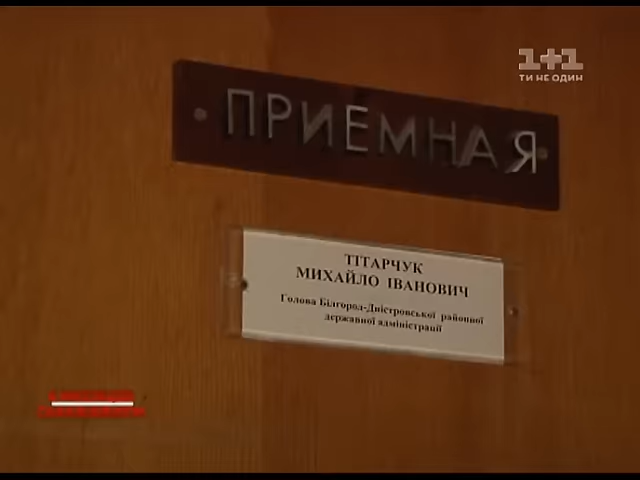 1+1
ТИ НЕ ОДИН
ПРИЕМНАЯ
ТІТАРЧУК
МИХАЙЛО ІВАНОВИЧ
Голова Білгород-Дністровської районної
державної адміністрації